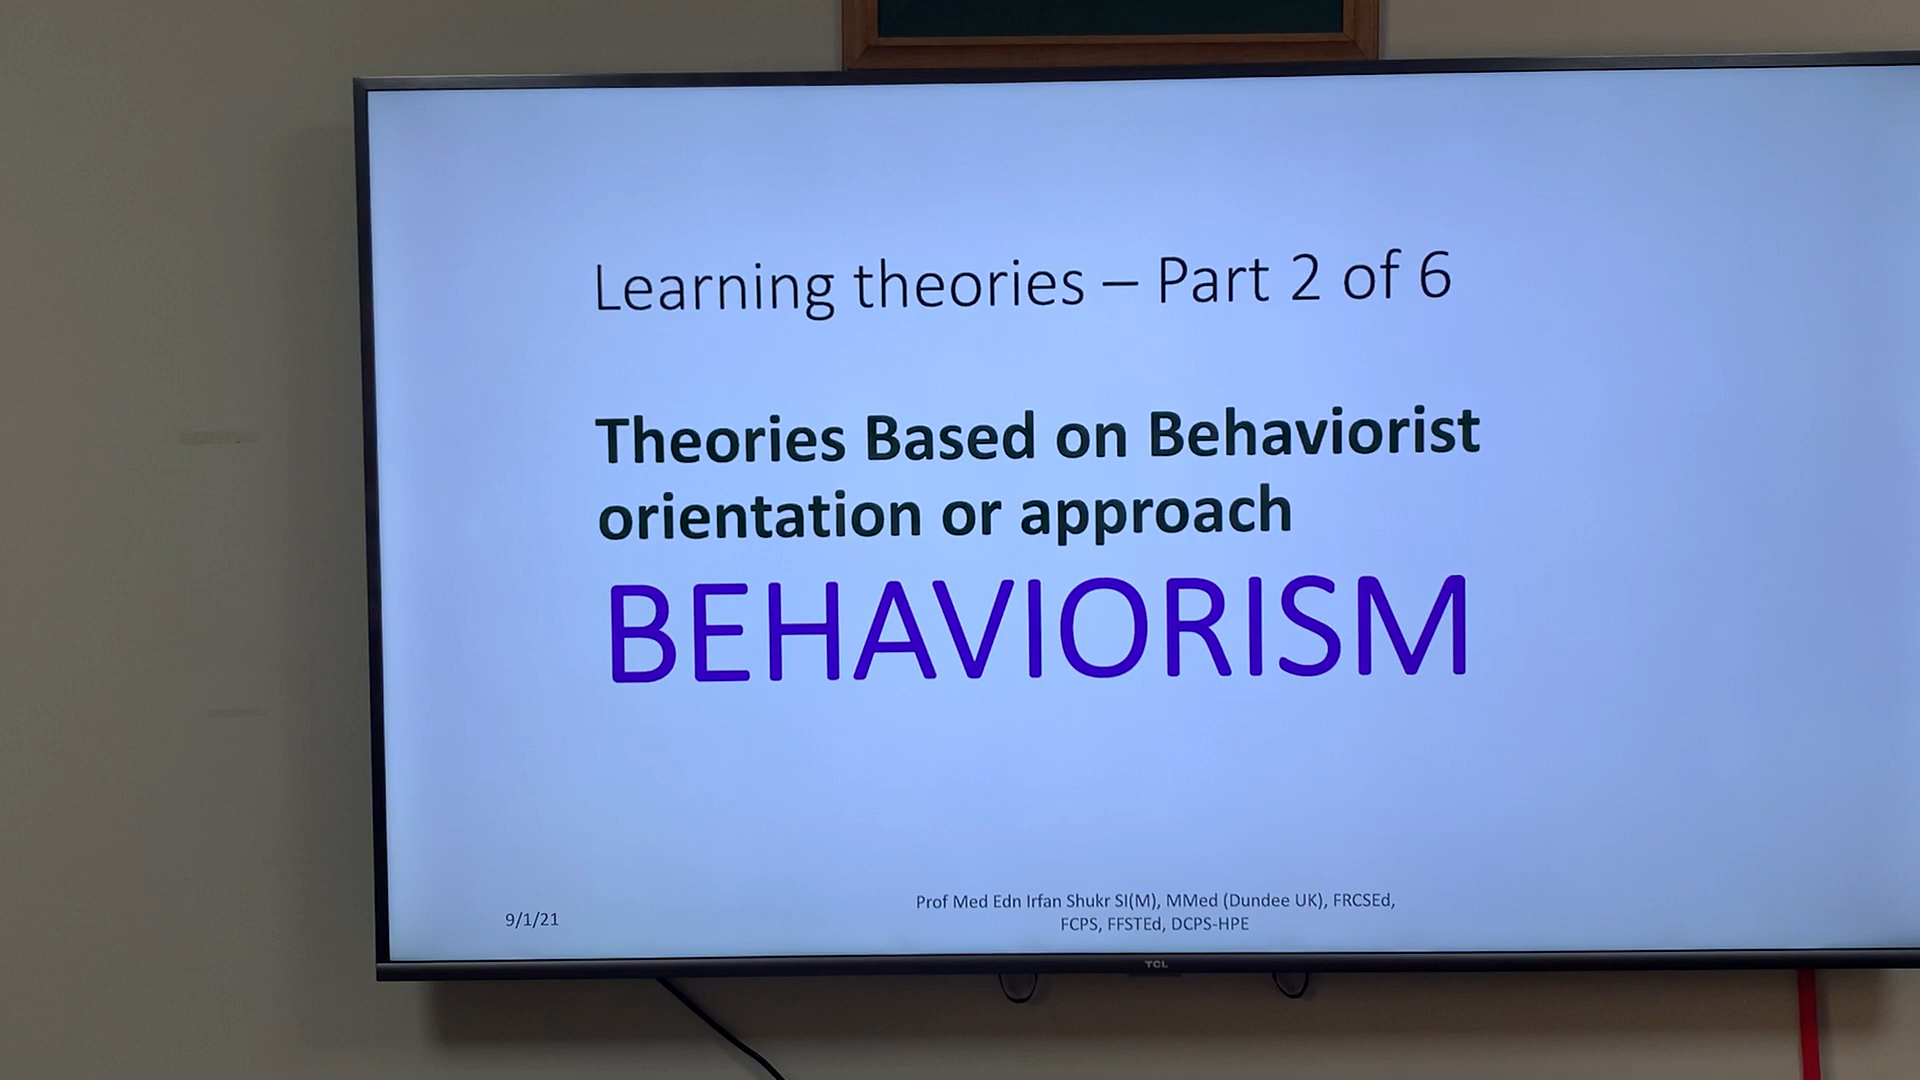 Learning theories – Part 2 of 6
Theories Based on Behaviorist
orientation or approach
BEHAVIORISM
9/1/21
Prof Med Edn Irfan Shukr SI(M), MMed (Dundee UK), FRCSEd,
FCPS, FFSTEd, DCPS-HPE
TCL